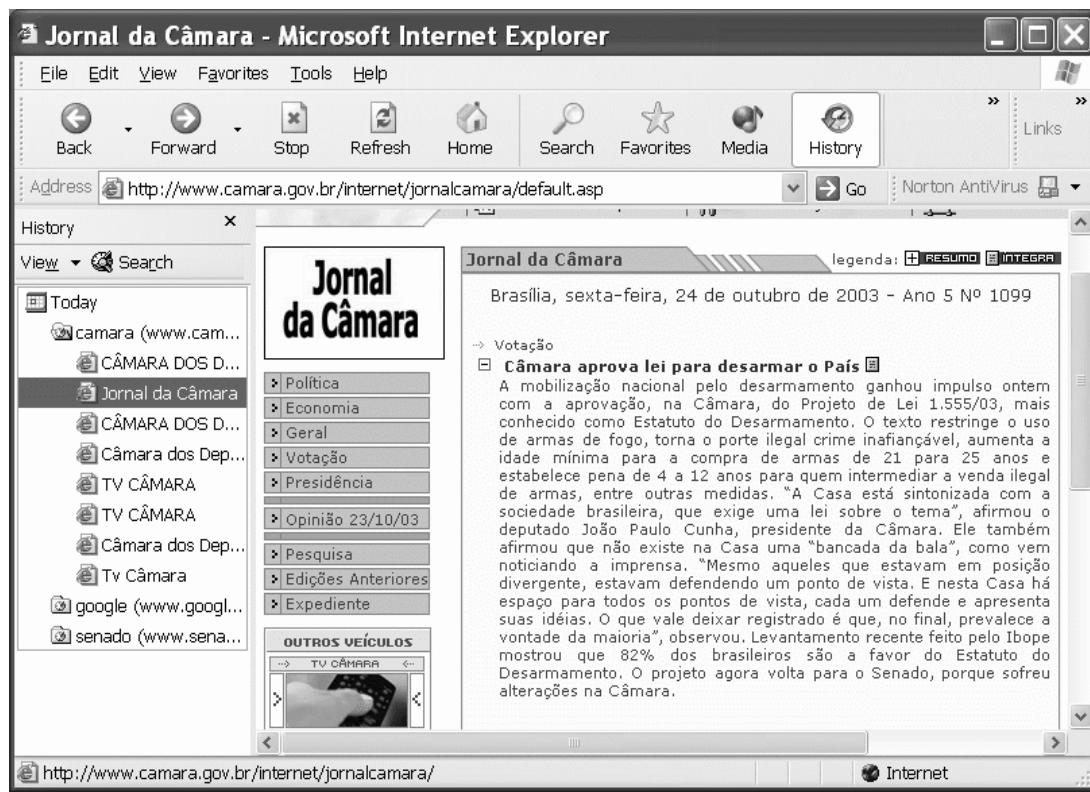 Jornal da Câmara - Microsoft Internet Explorer
File Edit View Favorites Tools Help
Back Forward Stop Refresh Home Search Favorites Media History » Links »
Address http://www.camara.gov.br/internet/jornalcamara/default.asp Go Norton AntiVirus
History x
View Search
Today
camara (www.cam...
CÂMARA DOS D...
Jornal da Câmara
CÂMARA DOS D...
Câmara dos Dep...
TV CÂMARA
TV CÂMARA
Câmara dos Dep...
Tv Câmara
google (www.googl...
senado (www.sena...
Jornal
da Câmara
Política
Economia
Geral
Votação
Presidência
Opinião 23/10/03
Pesquisa
Edições Anteriores
Expediente
OUTROS VEÍCULOS
TV CÂMARA
Jornal da Câmara legenda: RESUMO INTEGRA
Brasília, sexta-feira, 24 de outubro de 2003 - Ano 5 Nº 1099
Votação
Câmara aprova lei para desarmar o País
A mobilização nacional pelo desarmamento ganhou impulso ontem
com a aprovação, na Câmara, do Projeto de Lei 1.555/03, mais
conhecido como Estatuto do Desarmamento. O texto restringe o uso
de armas de fogo, torna o porte ilegal crime inafiançável, aumenta a
idade mínima para a compra de armas de 21 para 25 anos e
estabelece pena de 4 a 12 anos para quem intermediar a venda ilegal
de armas, entre outras medidas. "A Casa está sintonizada com a
sociedade brasileira, que exige uma lei sobre o tema", afirmou o
deputado João Paulo Cunha, presidente da Câmara. Ele também
afirmou que não existe na Casa uma "bancada da bala", como vem
noticiando a imprensa. "Mesmo aqueles que estavam em posição
divergente, estavam defendendo um ponto de vista. E nesta Casa há
espaço para todos os pontos de vista, cada um defende e apresenta
suas idéias. O que vale deixar registrado é que, no final, prevalece a
vontade da maioria", observou. Levantamento recente feito pelo Ibope
mostrou que 82% dos brasileiros são a favor do Estatuto do
Desarmamento. O projeto agora volta para o Senado, porque sofreu
alterações na Câmara.
http://www.camara.gov.br/internet/jornalcamara/ Internet